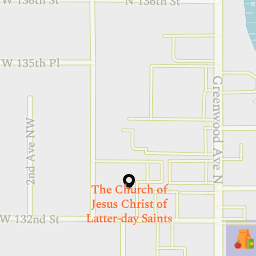 W 136th St
N 136th St
W 135th Pl
Greenwood Ave N
2nd Ave NW
The Church of
Jesus Christ of
Latter-day Saints
W 132nd St